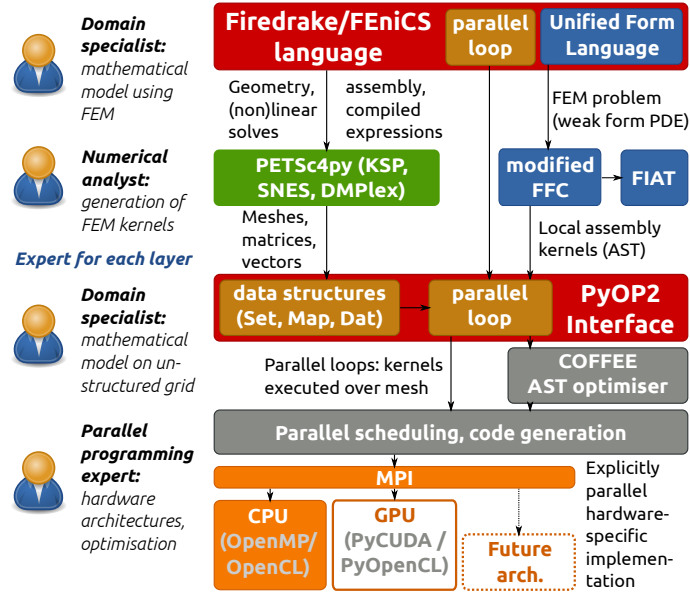 Domain
specialist:
mathematical
model using
FEM
Firedrake/FEniCS
language
parallel
loop
Unified Form
Language
Geometry,
(non)linear
solves
assembly,
compiled
expressions
FEM problem
(weak form PDE)
Numerical
analyst:
generation of
FEM kernels
PETSc4py (KSP,
SNES, DMPlex)
modified
FFC
FIAT
Meshes,
matrices,
vectors
Local assembly
kernels (AST)
Expert for each layer
Domain
specialist:
mathematical
model on un-
structured grid
data structures
(Set, Map, Dat)
parallel
loop
PyOP2
Interface
Parallel loops: kernels
executed over mesh
COFFEE
AST optimiser
Parallel
programming
expert:
hardware
architectures,
optimisation
Parallel scheduling, code generation
MPI
CPU
(OpenMP/
OpenCL)
GPU
(PyCUDA /
PyOpenCL)
Future
arch.
Explicitly
parallel
hardware-
specific
implemen-
tation